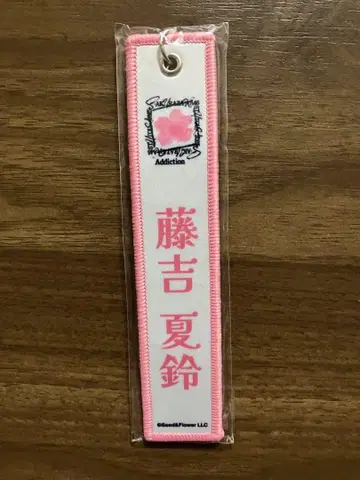 Addiction
藤吉 夏鈴
©Seed&Flower LLC